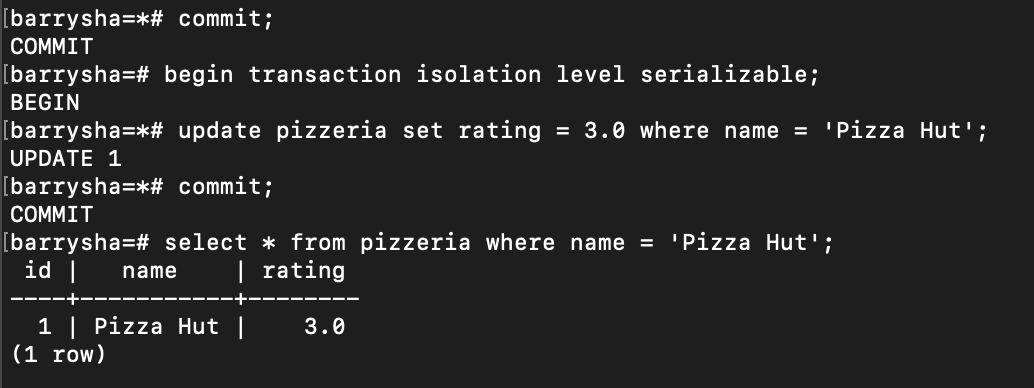 [barrysha=*# commit;
COMMIT
[barrysha=# begin transaction isolation level serializable;
BEGIN
[barrysha=*# update pizzeria set rating = 3.0 where name = 'Pizza Hut';
UPDATE 1
[barrysha=*# commit;
COMMIT
[barrysha=# select * from pizzeria where name = 'Pizza Hut';
 id |   name    | rating
----+-----------+--------
  1 | Pizza Hut |    3.0
(1 row)